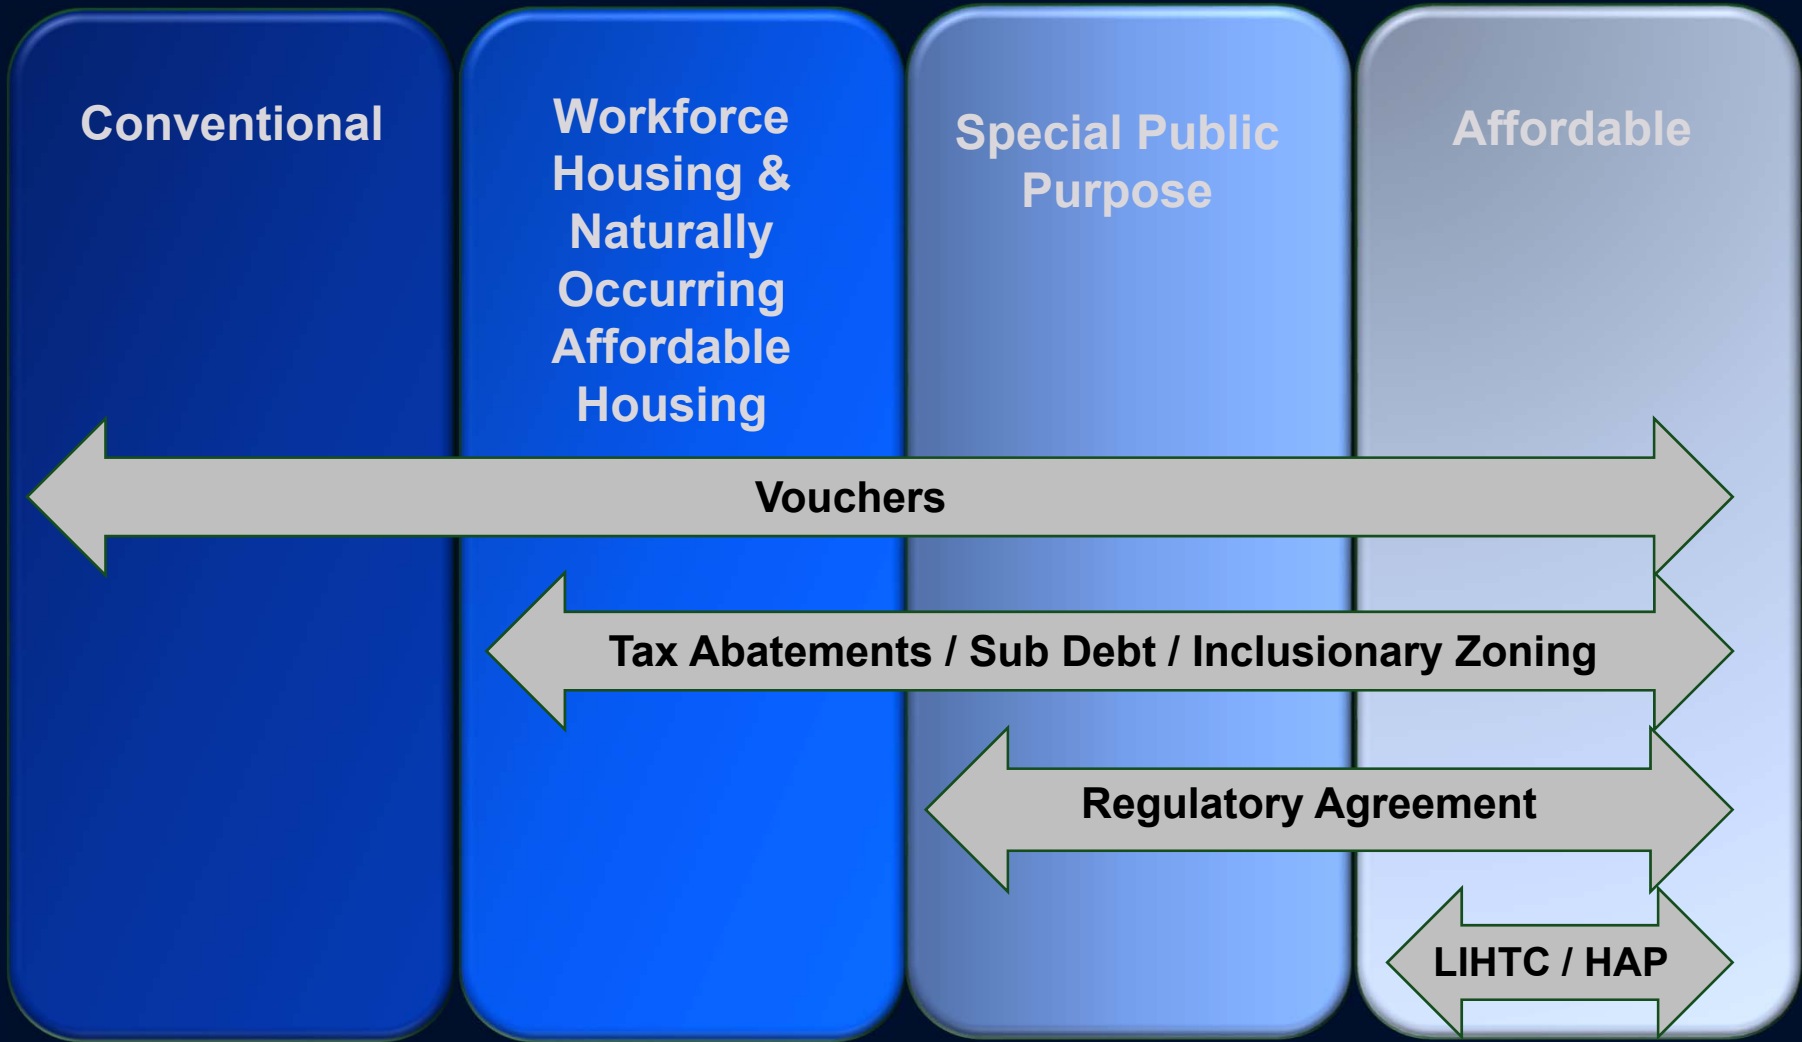 Conventional
Workforce
Housing &
Naturally
Occurring
Affordable
Housing
Special Public
Purpose
Affordable
Vouchers
Tax Abatements / Sub Debt / Inclusionary Zoning
Regulatory Agreement
LIHTC / HAP